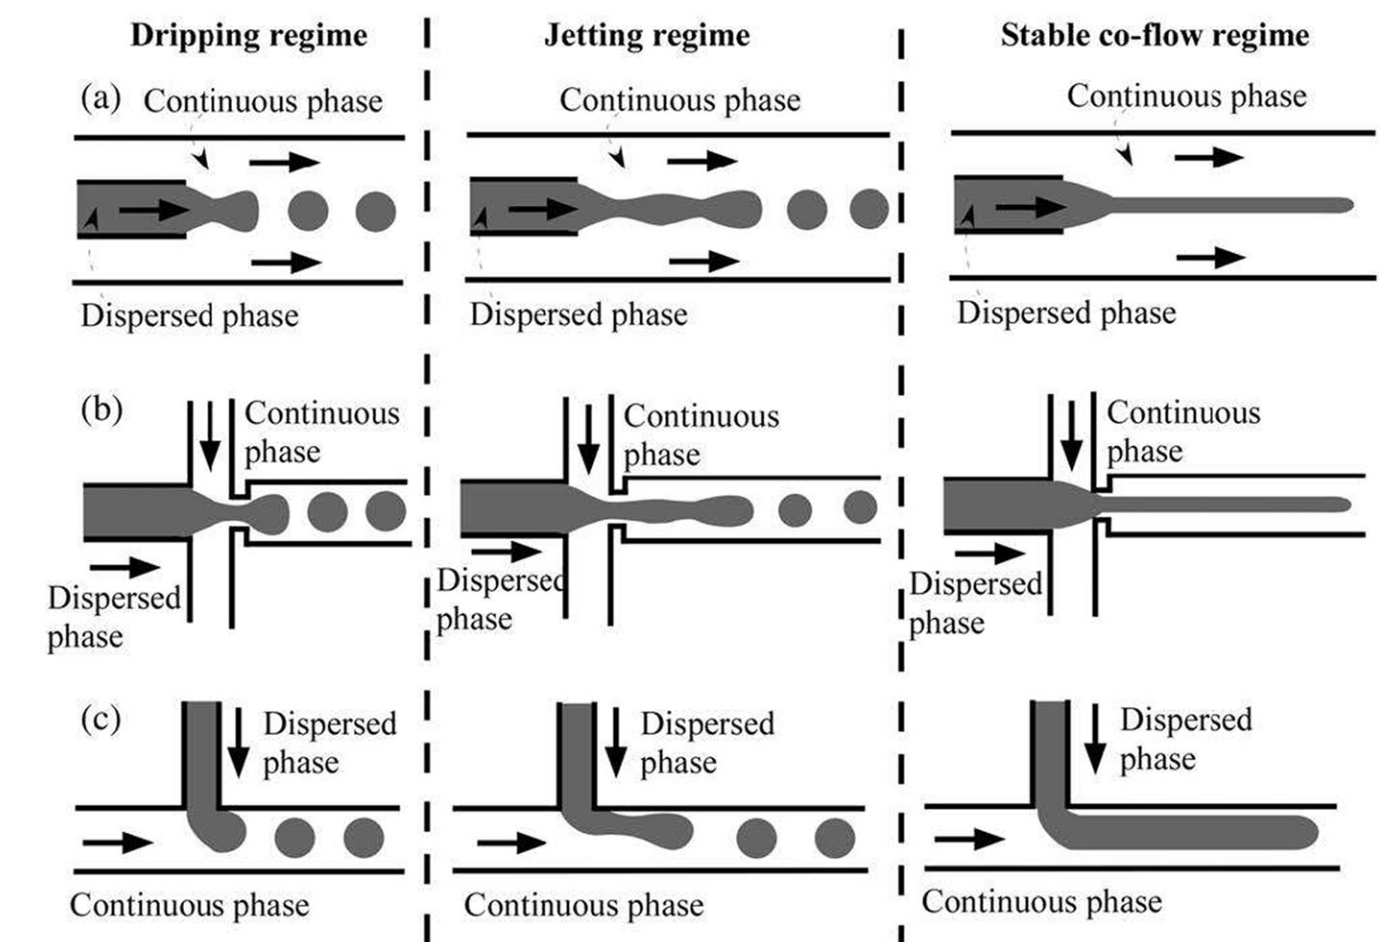 Dripping regime
Jetting regime
Stable co-flow regime
(a)
Continuous phase
Continuous phase
Continuous phase
Dispersed phase
Dispersed phase
Dispersed phase
(b)
Continuous
phase
Continuous
phase
Continuous
phase
Dispersed
phase
Dispersed
phase
Dispersed
phase
(c)
Dispersed
phase
Dispersed
phase
Dispersed
phase
Continuous phase
Continuous phase
Continuous phase